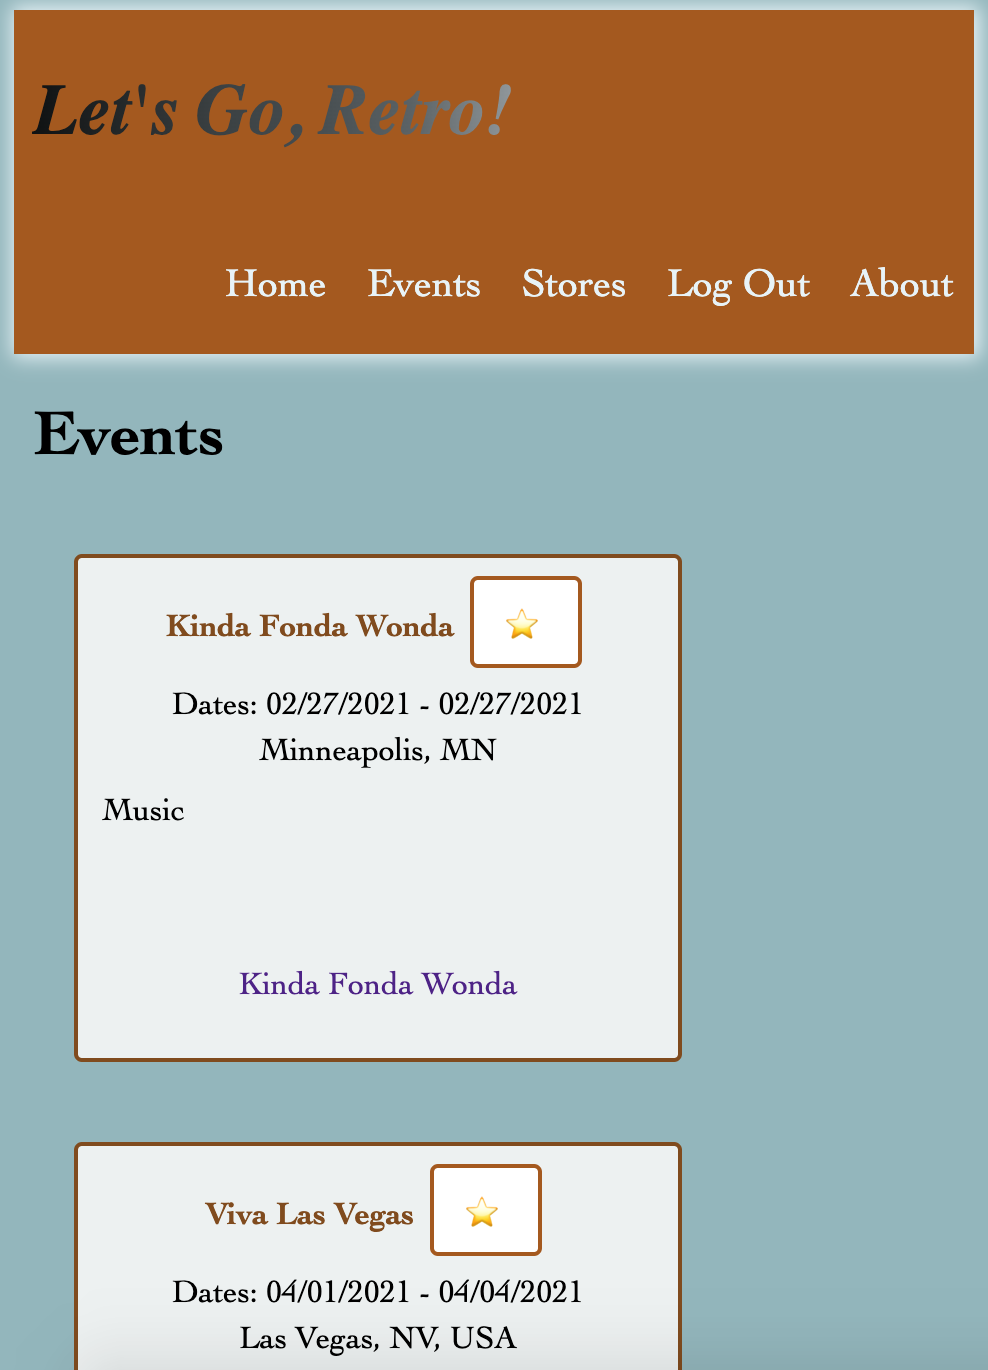 Let's Go, Retro!
Home Events Stores Log Out About
Events
Kinda Fonda Wonda
Dates: 02/27/2021 - 02/27/2021
Minneapolis, MN
Music
Kinda Fonda Wonda
Viva Las Vegas
Dates: 04/01/2021 - 04/04/2021
Las Vegas, NV, USA